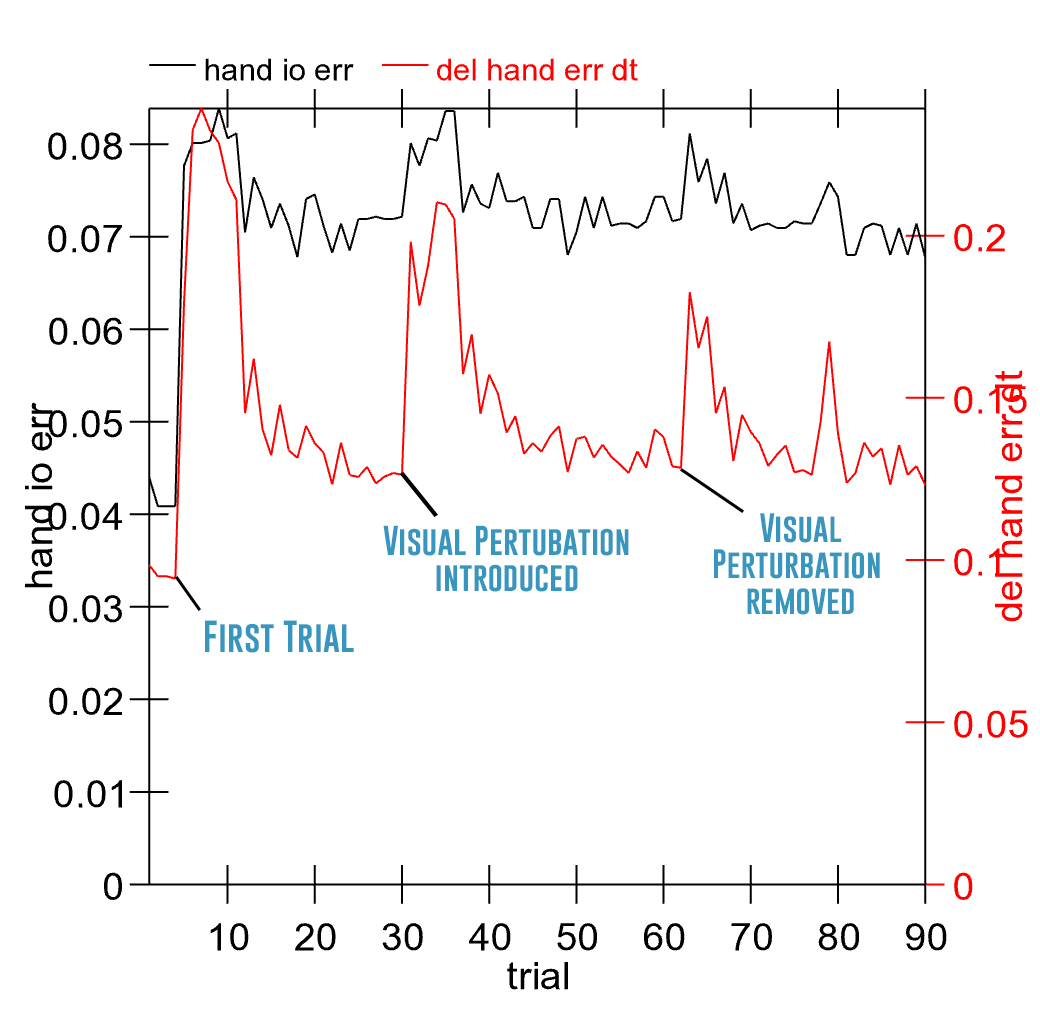 hand io err del hand err dt
0.08
0.07
0.06
0.05
0.04
0.03
0.02
0.01
0
hand io err
0.2
0.15
0.1
0.05
0
del hand err dt
VISUAL PERTUBATION
INTRODUCED
VISUAL
PERTURBATION
REMOVED
FIRST TRIAL
10 20 30 40 50 60 70 80 90
trial